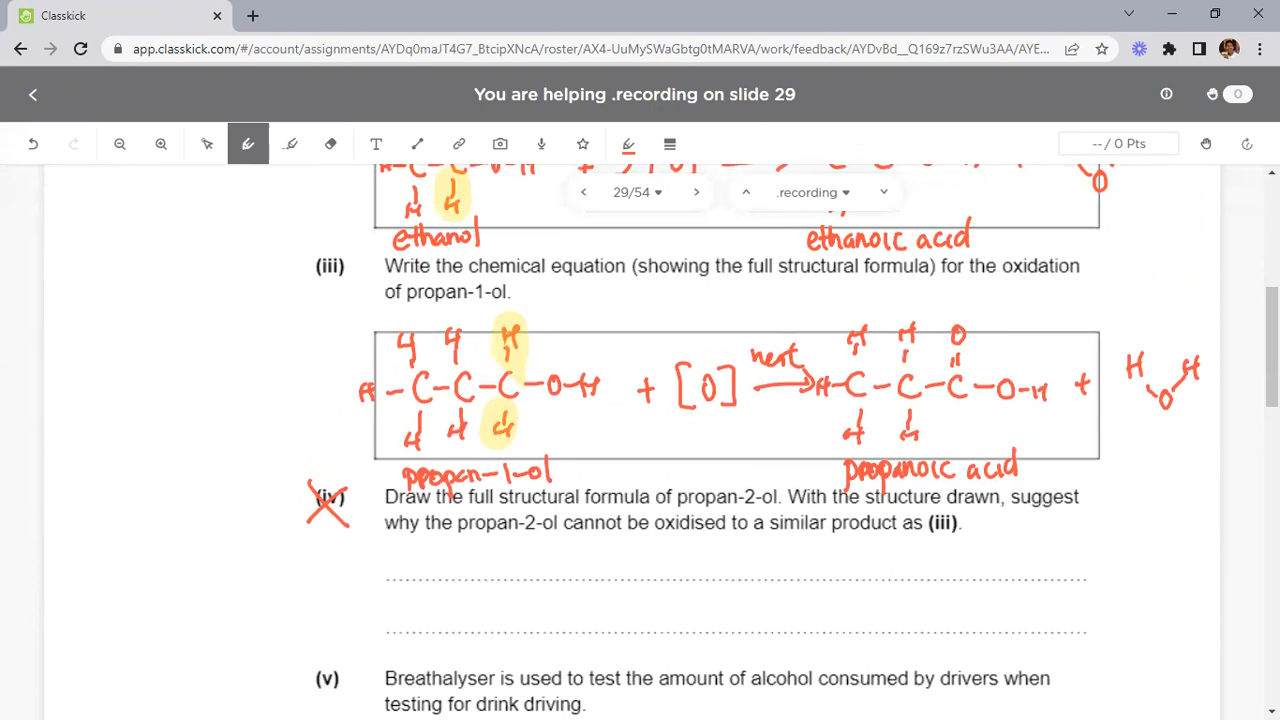 Classkick
app.classkick.com/#/account/assignments/AYDq0maJT4G7_BtcipXNtA/roster/AX4-UuMySWaGbtg0tMARVA/work/feedback/AYDvBd__Q169z7rzSWu3AA/AYE...
You are helping .recording on slide 29
0
T
-- / 0 Pts
29/54
.recording
H H O
ethanol ethanoic acid
(iii) Write the chemical equation (showing the full structural formula) for the oxidation
of propan-1-ol.
H H H H H O
H - C - C - C - O - H + [O] heat → H - C - C - C - O - H + H O H
H H H H H
propan-1-ol propanoic acid
(iv) Draw the full structural formula of propan-2-ol. With the structure drawn, suggest
why the propan-2-ol cannot be oxidised to a similar product as (iii).
(v) Breathalyser is used to test the amount of alcohol consumed by drivers when
testing for drink driving.